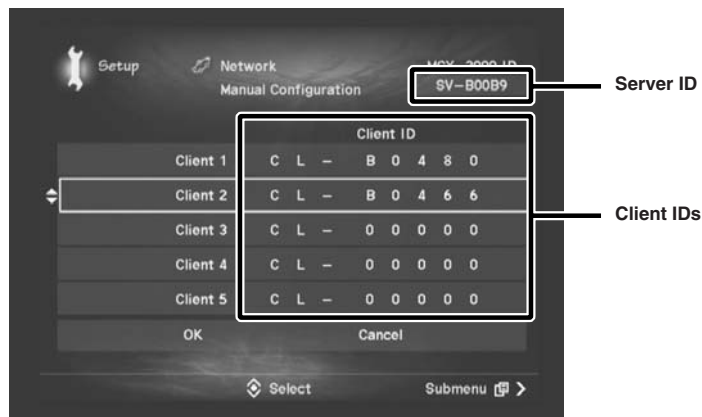 Setup Network
Manual Configuration SV-B00B9
Server ID
Client ID
Client 1 C L - B 0 4 8 0
Client 2 C L - B 0 4 6 6
Client IDs
Client 3 C L - 0 0 0 0 0
Client 4 C L - 0 0 0 0 0
Client 5 C L - 0 0 0 0 0
OK Cancel
Select Submenu